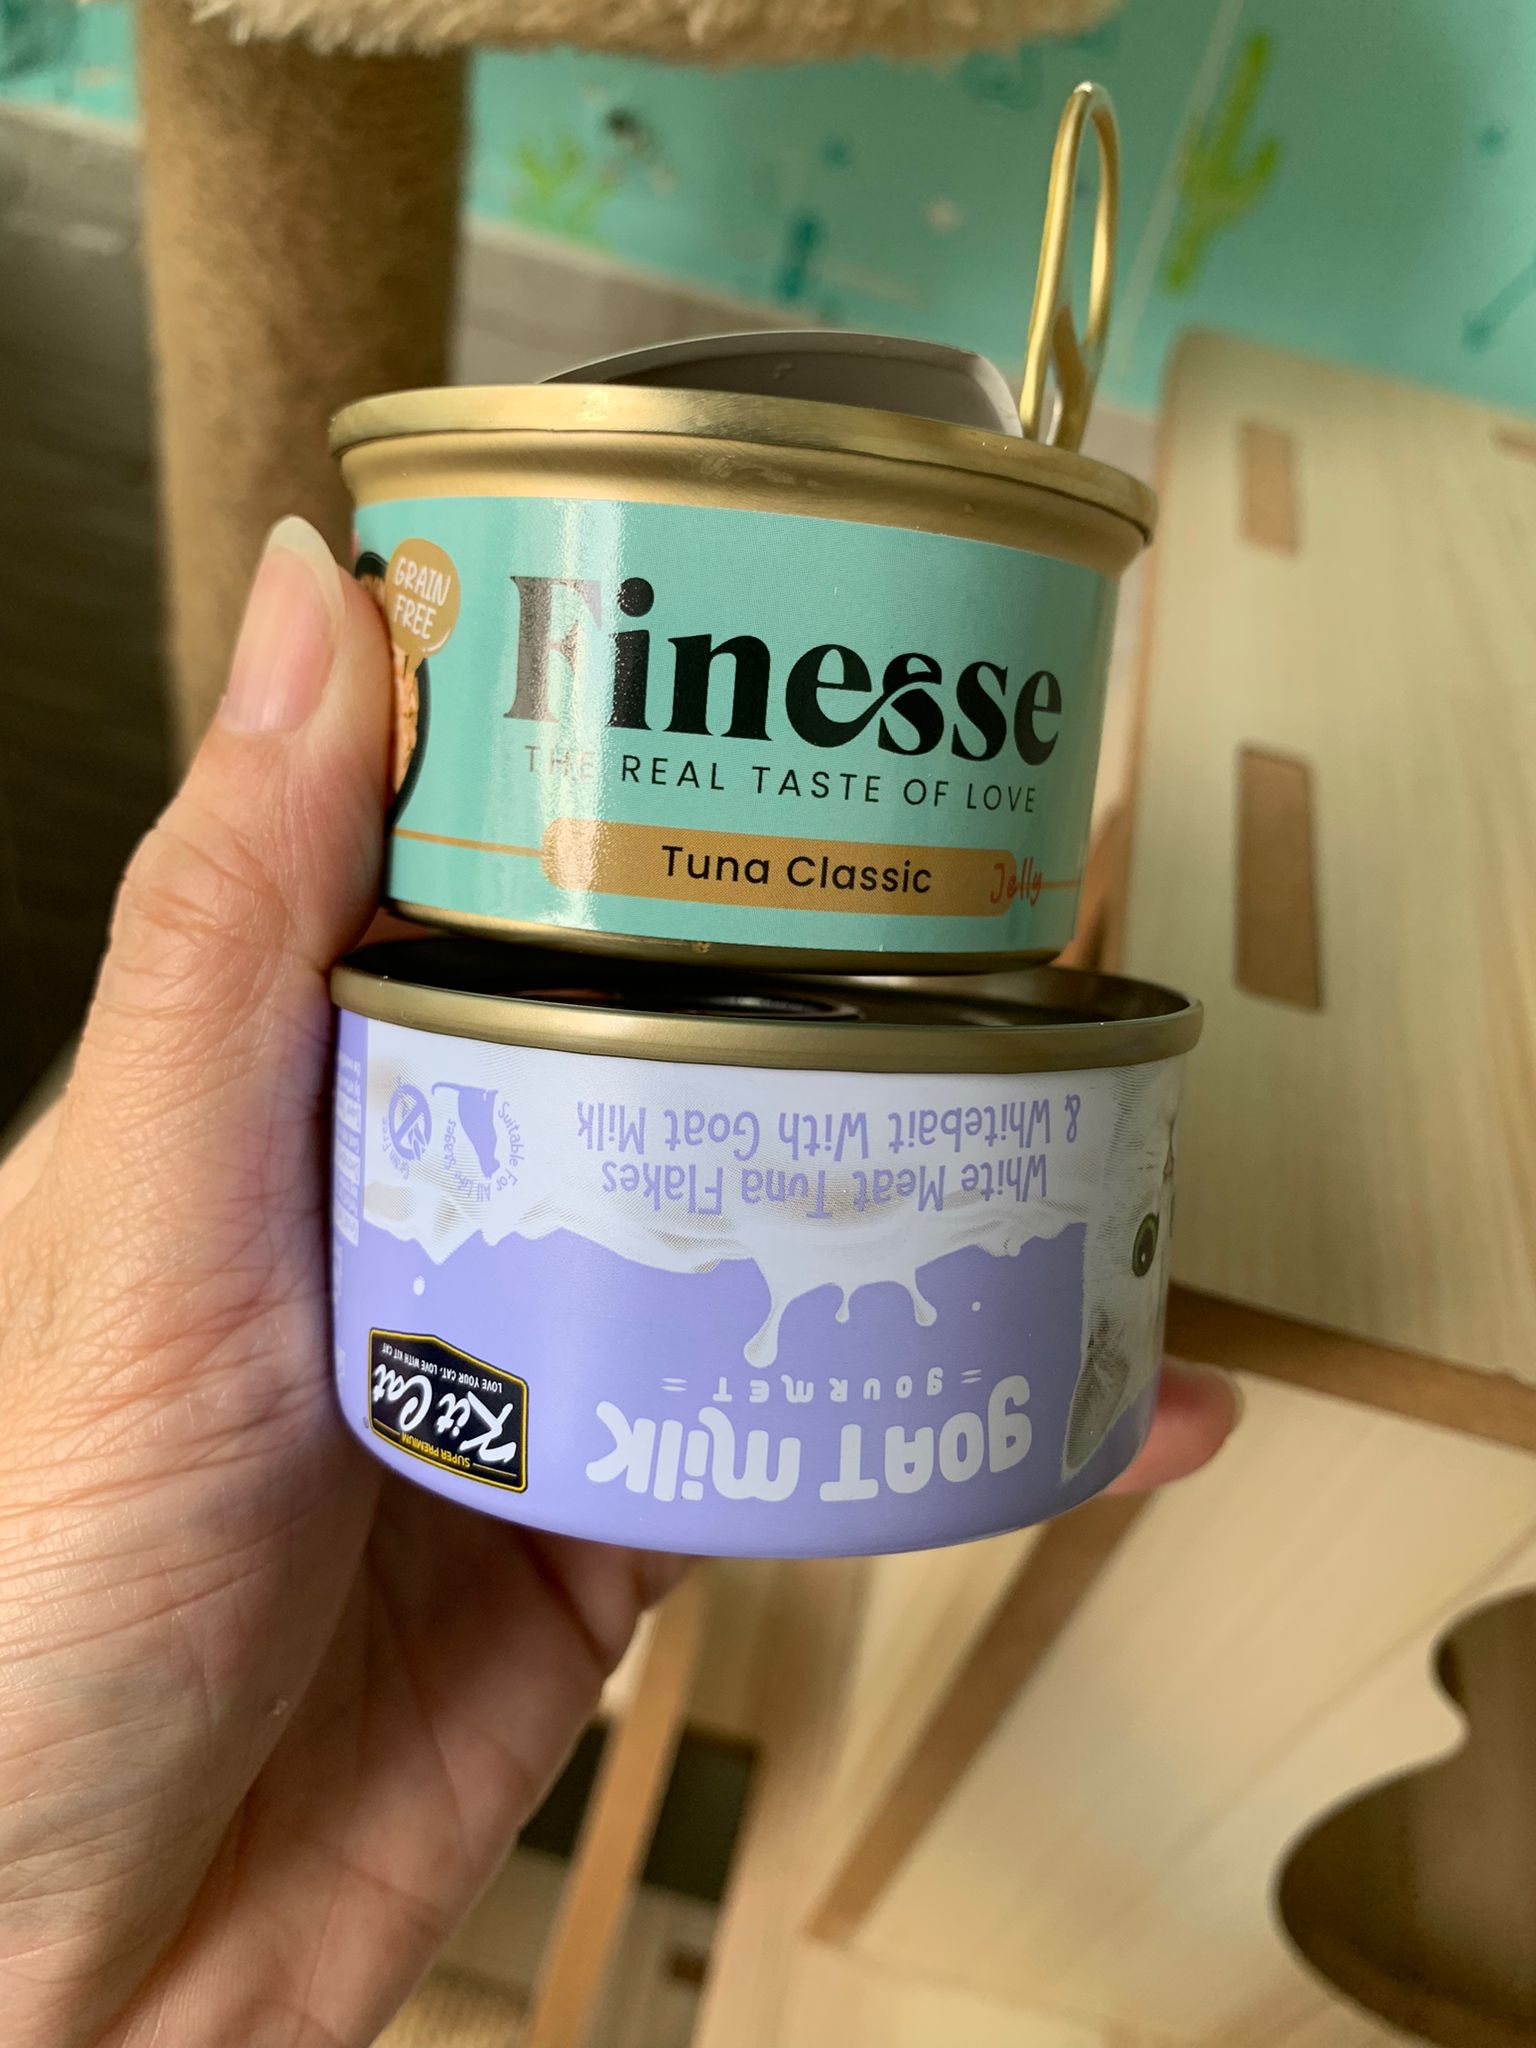 GRAIN
FREE
Finesse
THE REAL TASTE OF LOVE
Tuna Classic Jelly
goat milk
= gourmet =
White Meat Tuna Flakes
& Whitebait With Goat Milk
SUPER PREMIUM
Kit Cat
LOVE YOUR CAT, LOVE WITH KIT CAT
Suitable For All Life Stages
Grain Free